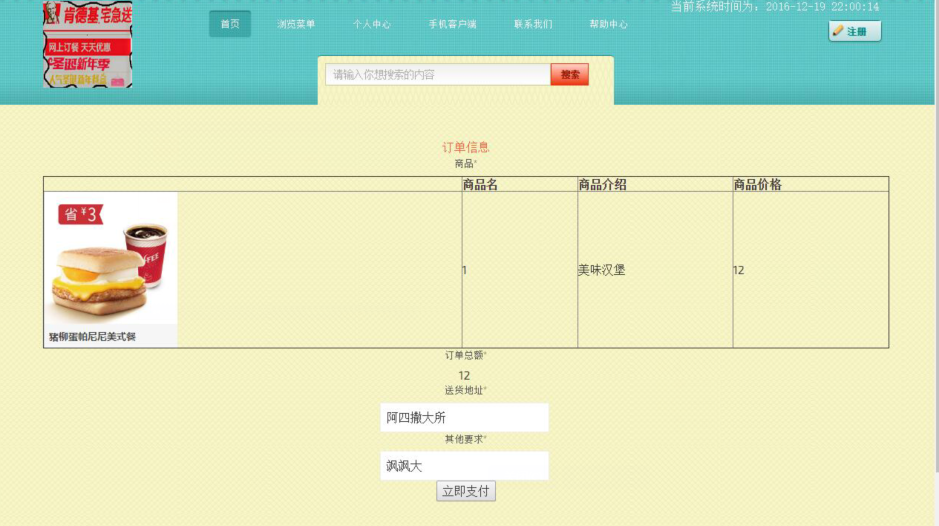 肯德基宅急送
网上订餐 天天优惠
圣诞新年季
当前系统时间为：2016-12-19 22:00:14
首页 浏览菜单 个人中心 手机客户端 联系我们 帮助中心
注册
请输入你想搜索的内容 搜索
订单信息
商品*
商品名 商品介绍 商品价格
省¥3
猪柳蛋帕尼尼美式餐
1 美味汉堡 12
订单总额*
12
送货地址*
阿四撒大所
其他要求*
飒飒大
立即支付